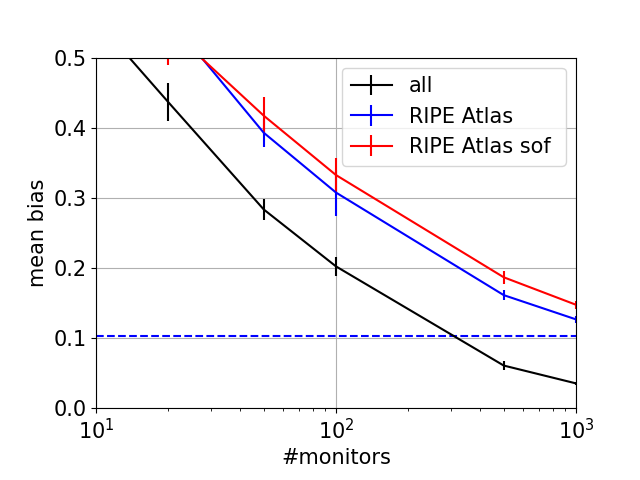 0.5
0.4
0.3
0.2
0.1
0.0
mean bias
all
RIPE Atlas
RIPE Atlas sof
10¹
10²
10³
#monitors